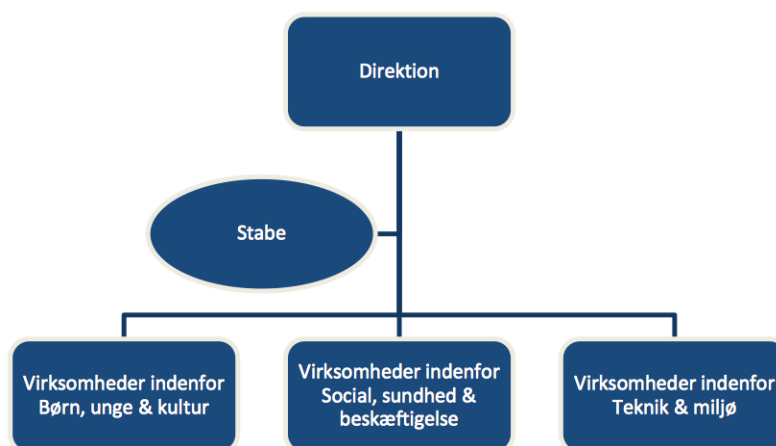 Direktion
Stabe
Virksomheder indenfor
Børn, unge & kultur
Virksomheder indenfor
Social, sundhed &
beskæftigelse
Virksomheder indenfor
Teknik & miljø